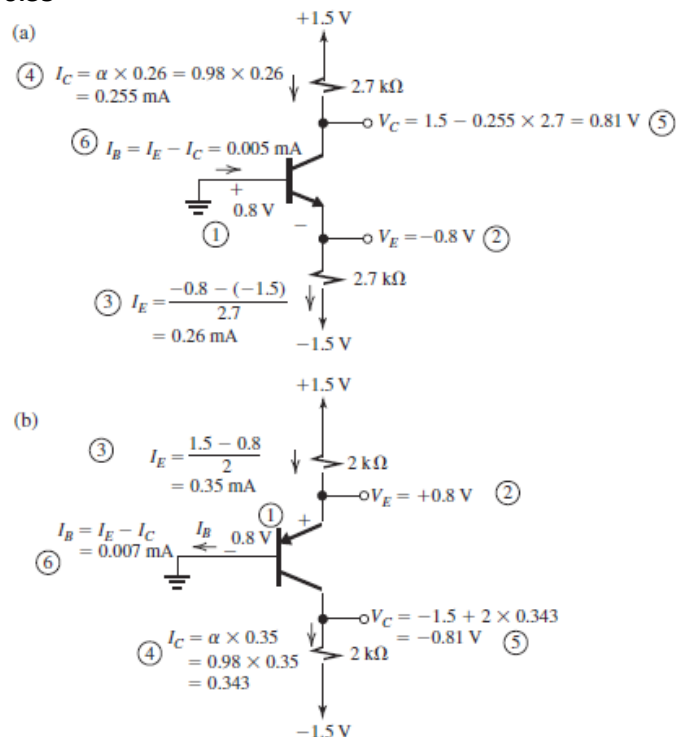 (a)
+1.5 V
④ I_C = α × 0.26 = 0.98 × 0.26
= 0.255 mA
2.7 kΩ
V_C = 1.5 − 0.255 × 2.7 = 0.81 V ⑤
⑥ I_B = I_E − I_C = 0.005 mA
+
0.8 V
−
①
V_E = −0.8 V ②
③ I_E = −0.8 − (−1.5)
2.7
= 0.26 mA
2.7 kΩ
−1.5 V
+1.5 V
(b)
③ I_E = 1.5 − 0.8
2
= 0.35 mA
2 kΩ
V_E = +0.8 V ②
①
+
I_B = I_E − I_C
= 0.007 mA
I_B
0.8 V
−
⑥
V_C = −1.5 + 2 × 0.343
= −0.81 V ⑤
④ I_C = α × 0.35
= 0.98 × 0.35
= 0.343
2 kΩ
−1.5 V